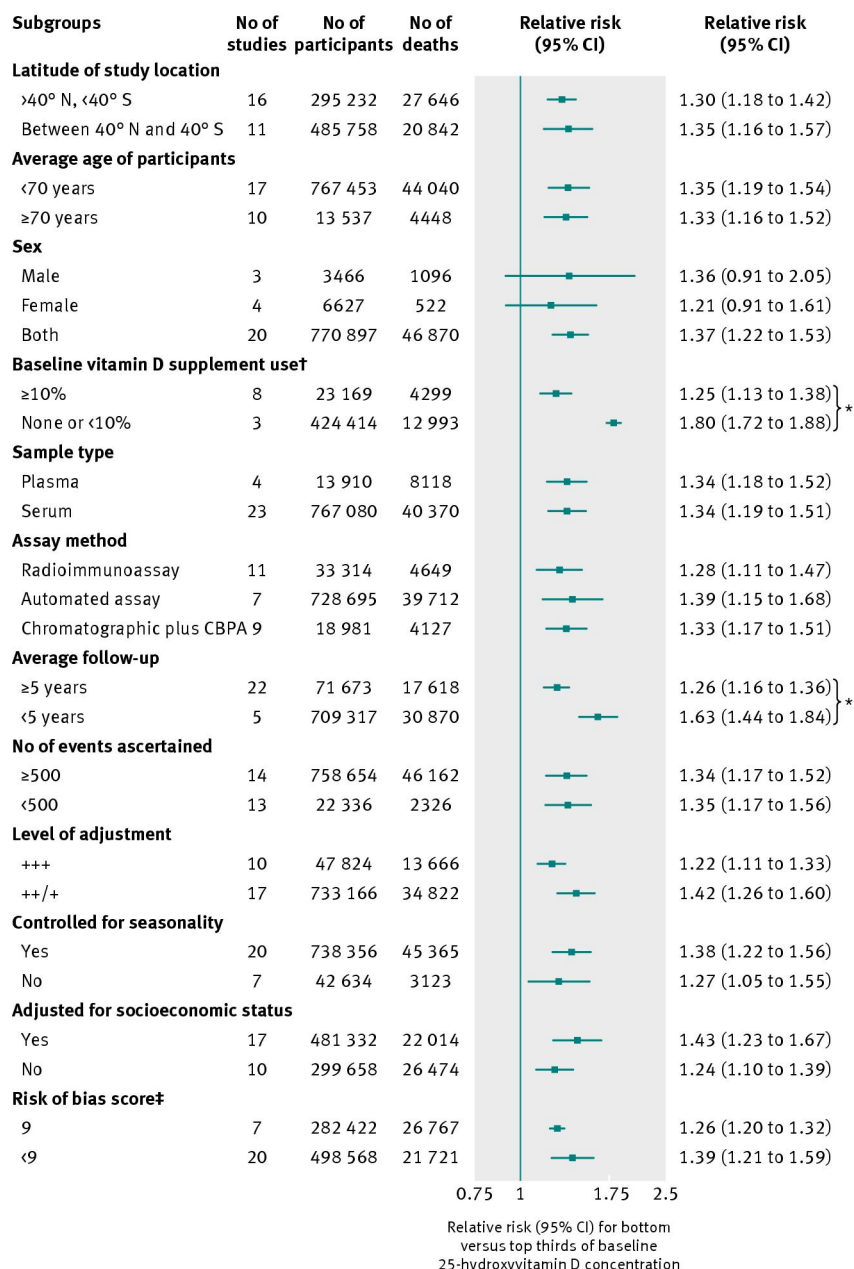 Subgroups No of studies No of participants No of deaths Relative risk (95% CI) Relative risk (95% CI)
Latitude of study location
>40° N, <40° S 16 295 232 27 646 1.30 (1.18 to 1.42)
Between 40° N and 40° S 11 485 758 20 842 1.35 (1.16 to 1.57)
Average age of participants
<70 years 17 767 453 44 040 1.35 (1.19 to 1.54)
≥70 years 10 13 537 4448 1.33 (1.16 to 1.52)
Sex
Male 3 3466 1096 1.36 (0.91 to 2.05)
Female 4 6627 522 1.21 (0.91 to 1.61)
Both 20 770 897 46 870 1.37 (1.22 to 1.53)
Baseline vitamin D supplement use†
≥10% 8 23 169 4299 1.25 (1.13 to 1.38)
*
None or <10% 3 424 414 12 993 1.80 (1.72 to 1.88)
Sample type
Plasma 4 13 910 8118 1.34 (1.18 to 1.52)
Serum 23 767 080 40 370 1.34 (1.19 to 1.51)
Assay method
Radioimmunoassay 11 33 314 4649 1.28 (1.11 to 1.47)
Automated assay 7 728 695 39 712 1.39 (1.15 to 1.68)
Chromatographic plus CBPA 9 18 981 4127 1.33 (1.17 to 1.51)
Average follow-up
≥5 years 22 71 673 17 618 1.26 (1.16 to 1.36)
*
<5 years 5 709 317 30 870 1.63 (1.44 to 1.84)
No of events ascertained
≥500 14 758 654 46 162 1.34 (1.17 to 1.52)
<500 13 22 336 2326 1.35 (1.17 to 1.56)
Level of adjustment
+++ 10 47 824 13 666 1.22 (1.11 to 1.33)
++/+ 17 733 166 34 822 1.42 (1.26 to 1.60)
Controlled for seasonality
Yes 20 738 356 45 365 1.38 (1.22 to 1.56)
No 7 42 634 3123 1.27 (1.05 to 1.55)
Adjusted for socioeconomic status
Yes 17 481 332 22 014 1.43 (1.23 to 1.67)
No 10 299 658 26 474 1.24 (1.10 to 1.39)
Risk of bias score‡
9 7 282 422 26 767 1.26 (1.20 to 1.32)
<9 20 498 568 21 721 1.39 (1.21 to 1.59)
0.75 1 1.75 2.5
Relative risk (95% CI) for bottom
versus top thirds of baseline
25-hydroxyvitamin D concentration